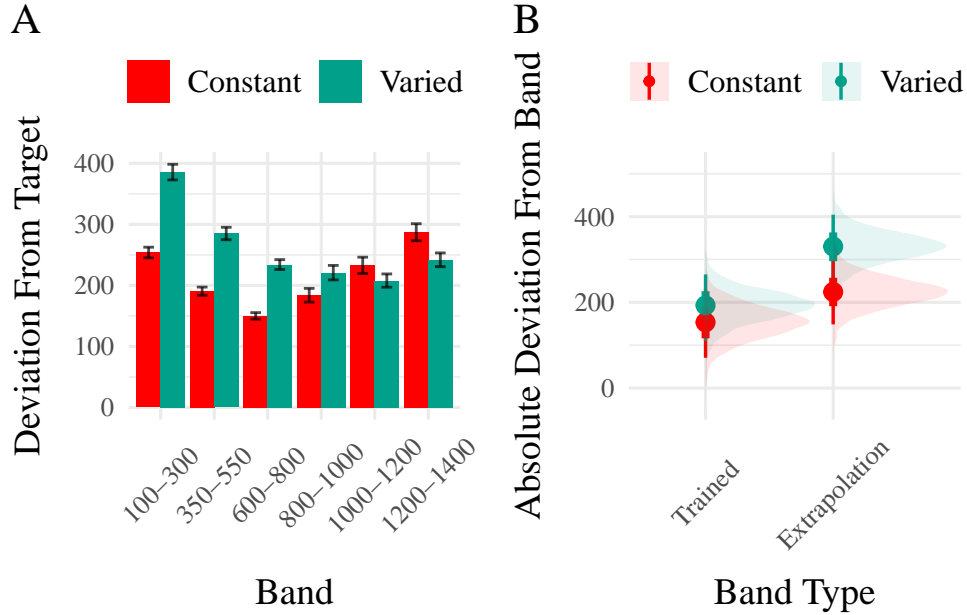 A
Constant
Varied
Deviation From Target
400
300
200
100
0
100–300
350–550
600–800
800–1000
1000–1200
1200–1400
Band
B
Constant
Varied
Absolute Deviation From Band
400
200
0
Trained
Extrapolation
Band Type